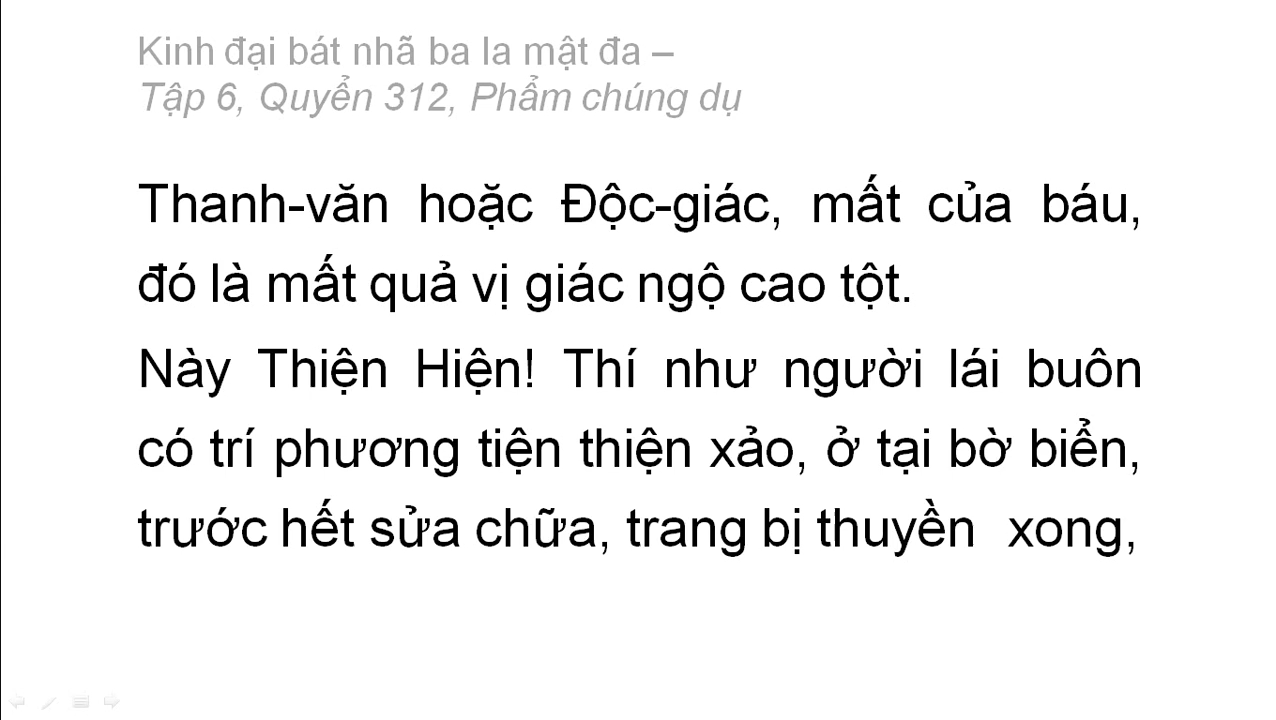 Kinh đại bát nhã ba la mật đa –
Tập 6, Quyển 312, Phẩm chúng dụ
Thanh-văn hoặc Độc-giác, mất của báu,
đó là mất quả vị giác ngộ cao tột.
Này Thiện Hiện! Thí như người lái buôn
có trí phương tiện thiện xảo, ở tại bờ biển,
trước hết sửa chữa, trang bị thuyền xong,